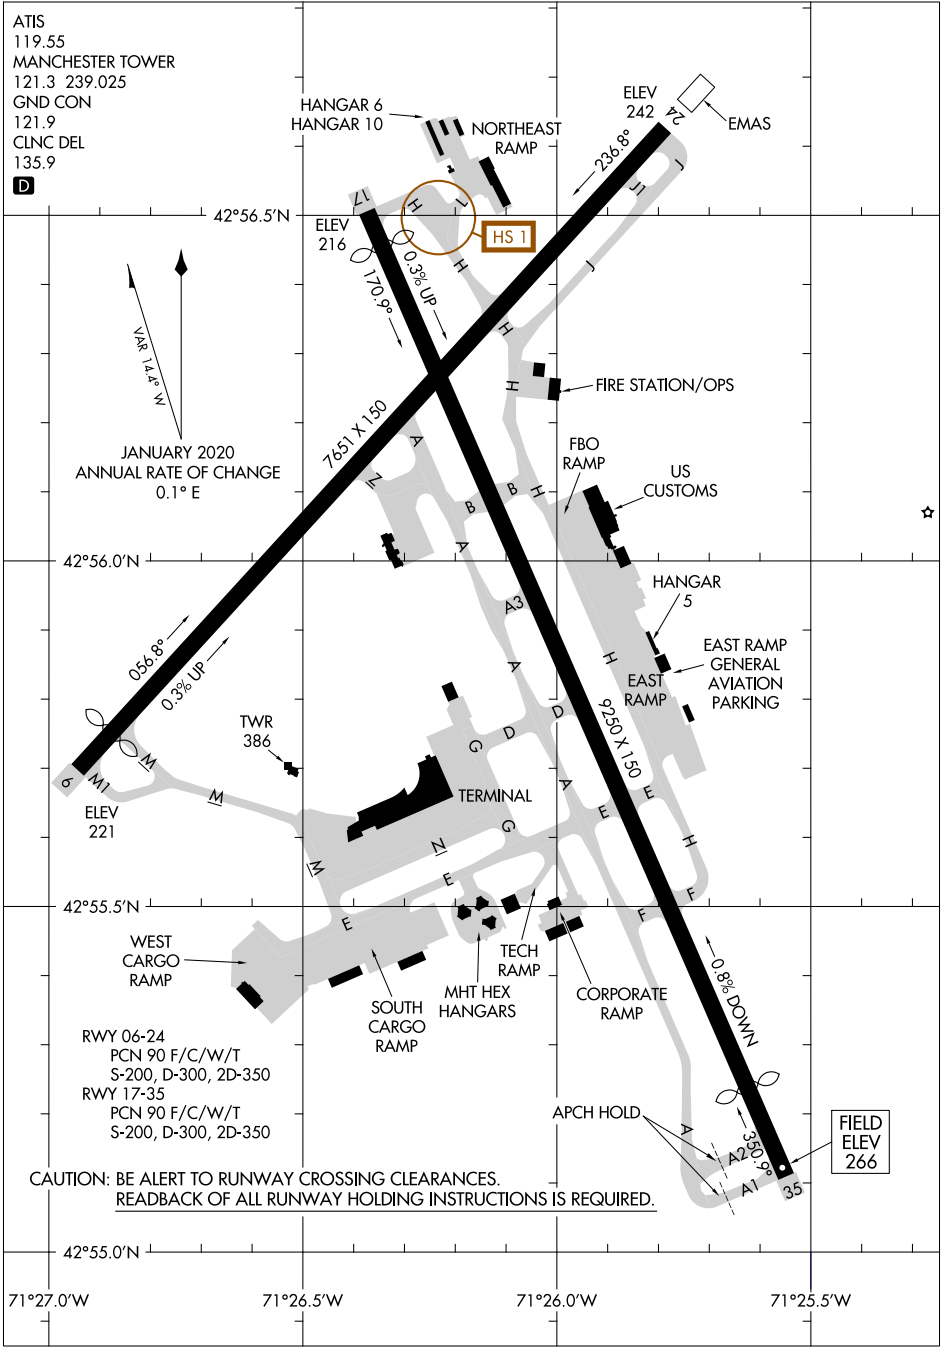 ATIS
119.55
MANCHESTER TOWER
121.3 239.025
GND CON
121.9
CLNC DEL
135.9
D
HANGAR 6
HANGAR 10
NORTHEAST
RAMP
ELEV
242
24
EMAS
236.8°
J
J1
J
17
H
L
42°56.5'N
ELEV
216
HS 1
H
0.3% UP
170.9°
VAR 14.4° W
H
H
FIRE STATION/OPS
JANUARY 2020
ANNUAL RATE OF CHANGE
0.1° E
7651 X 150
A
N
FBO
RAMP
US
CUSTOMS
B
B
H
A
42°56.0'N
HANGAR
5
A3
056.8°
0.3% UP
A
H
EAST RAMP
GENERAL
AVIATION
PARKING
EAST
RAMP
TWR
386
D
D
G
9250 X 150
M
6
M1
M
ELEV
221
TERMINAL
A
E
E
G
N
H
M
E
F
F
E
42°55.5'N
WEST
CARGO
RAMP
TECH
RAMP
MHT HEX
HANGARS
CORPORATE
RAMP
SOUTH
CARGO
RAMP
0.8% DOWN
RWY 06-24
PCN 90 F/C/W/T
S-200, D-300, 2D-350
RWY 17-35
PCN 90 F/C/W/T
S-200, D-300, 2D-350
APCH HOLD
A
A2
350.9°
A1
35
FIELD
ELEV
266
CAUTION: BE ALERT TO RUNWAY CROSSING CLEARANCES.
READBACK OF ALL RUNWAY HOLDING INSTRUCTIONS IS REQUIRED.
42°55.0'N
71°27.0'W
71°26.5'W
71°26.0'W
71°25.5'W